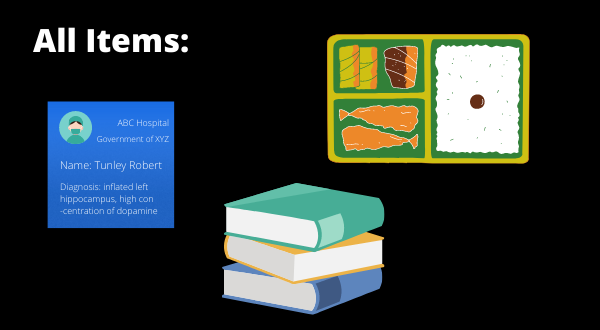 All Items:
ABC Hospital
Government of XYZ
Name: Tunley Robert
Diagnosis: inflated left
hippocampus, high con
-centration of dopamine